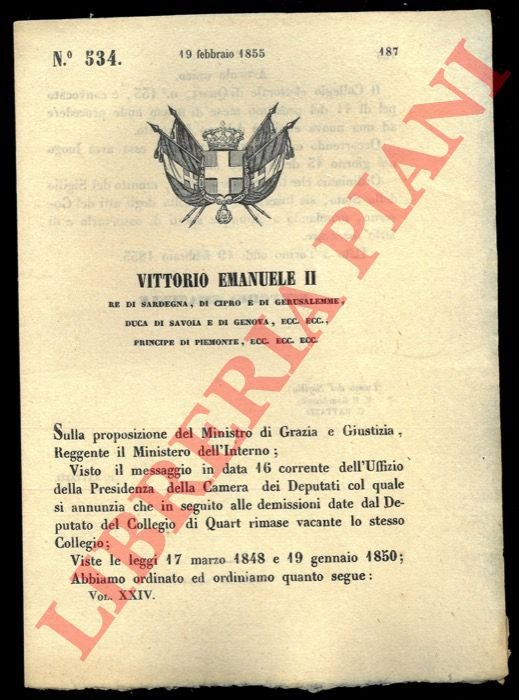 N.º 534.
19 febbraio 1855
187
VITTORIO EMANUELE II
RE DI SARDEGNA, DI CIPRO E DI GERUSALEMME,
DUCA DI SAVOIA E DI GENOVA, ECC. ECC.,
PRINCIPE DI PIEMONTE, ECC. ECC. ECC.
Sulla proposizione del Ministro di Grazia e Giustizia,
Reggente il Ministero dell'Interno;
Visto il messaggio in data 16 corrente dell'Uffizio
della Presidenza della Camera dei Deputati col quale
si annunzia che in seguito alle demissioni date dal De-
putato del Collegio di Quart rimase vacante lo stesso
Collegio;
Viste le leggi 17 marzo 1848 e 19 gennaio 1850;
Abbiamo ordinato ed ordiniamo quanto segue:
VOL. XXIV.
LIBRERIA PIANI